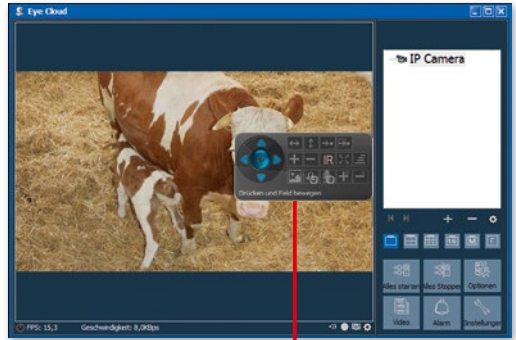 Eye Cloud
IP Camera
IR
Drücken und Feld bewegen
Alles starten
Alles Stoppen
Optionen
Video
Alarm
Einstellungen
FPS: 15,3
Geschwindigkeit: 8,0KBps